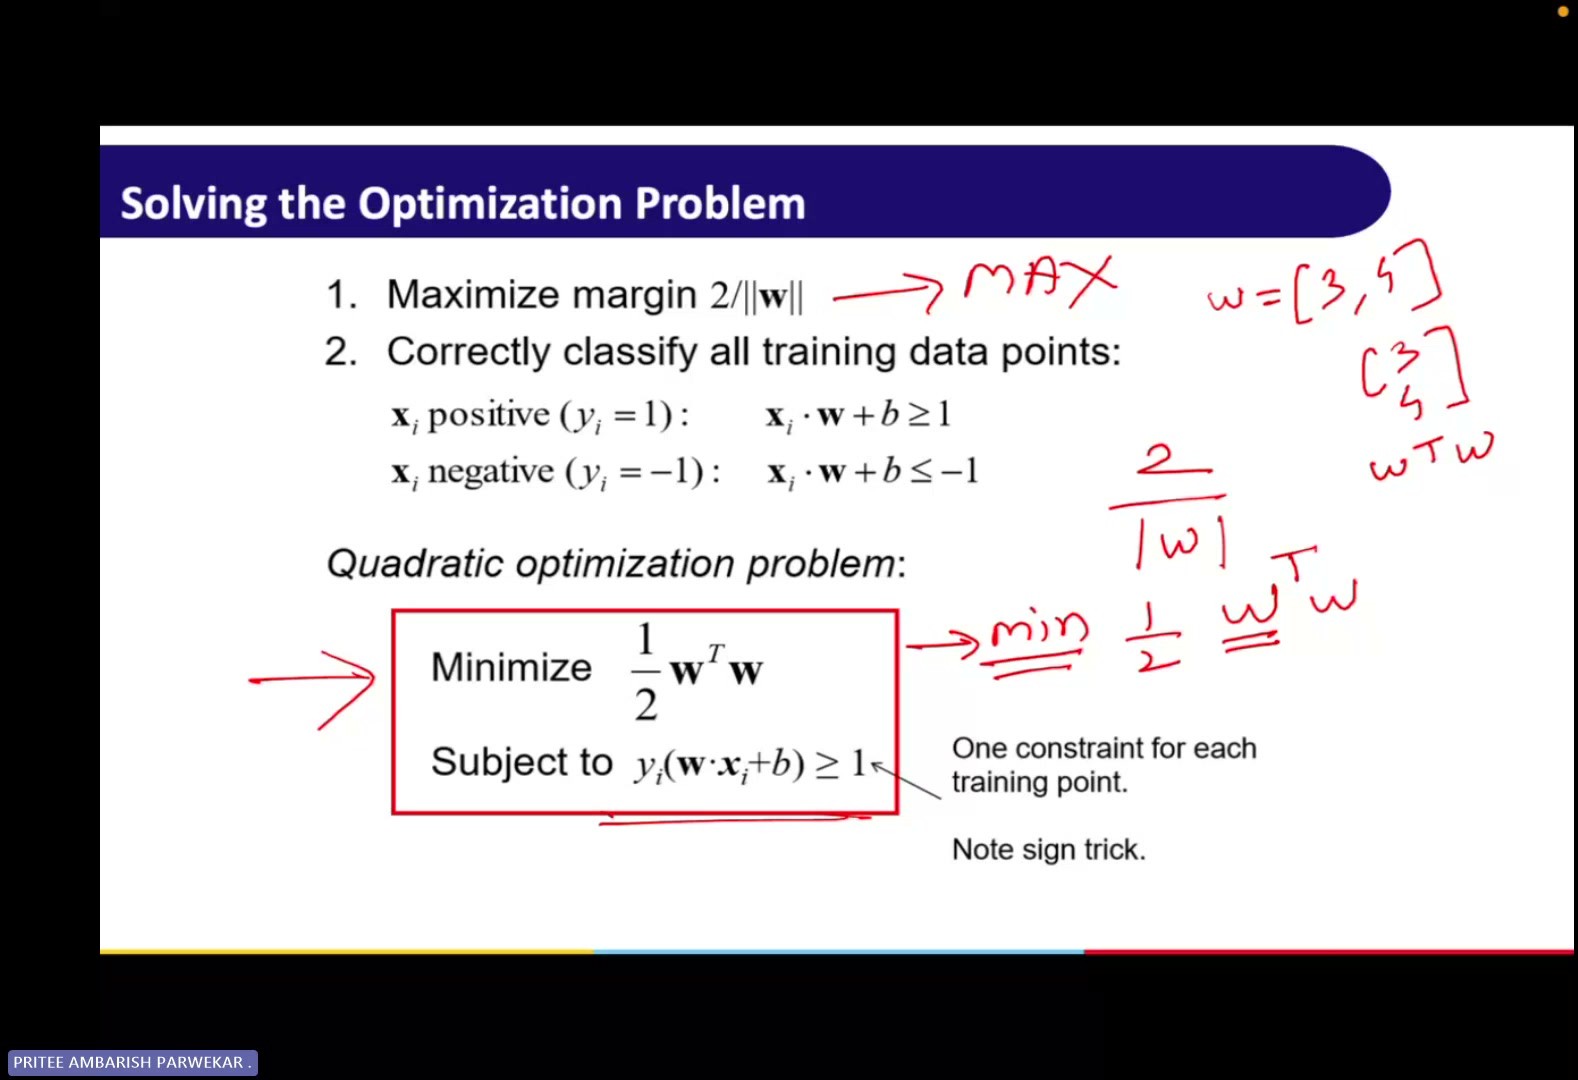 Solving the Optimization Problem
1. Maximize margin 2/||w|| → MAX
w = [3, 5]
2. Correctly classify all training data points:
[3
5]
xᵢ positive (yᵢ = 1): xᵢ · w + b ≥ 1
xᵢ negative (yᵢ = −1): xᵢ · w + b ≤ −1
wᵀw
2
|w|
Quadratic optimization problem:
Minimize 1/2 wᵀw
→ min 1/2 wᵀw
Subject to yᵢ(w·xᵢ+b) ≥ 1
One constraint for each
training point.
Note sign trick.
PRITEE AMBARISH PARWEKAR .